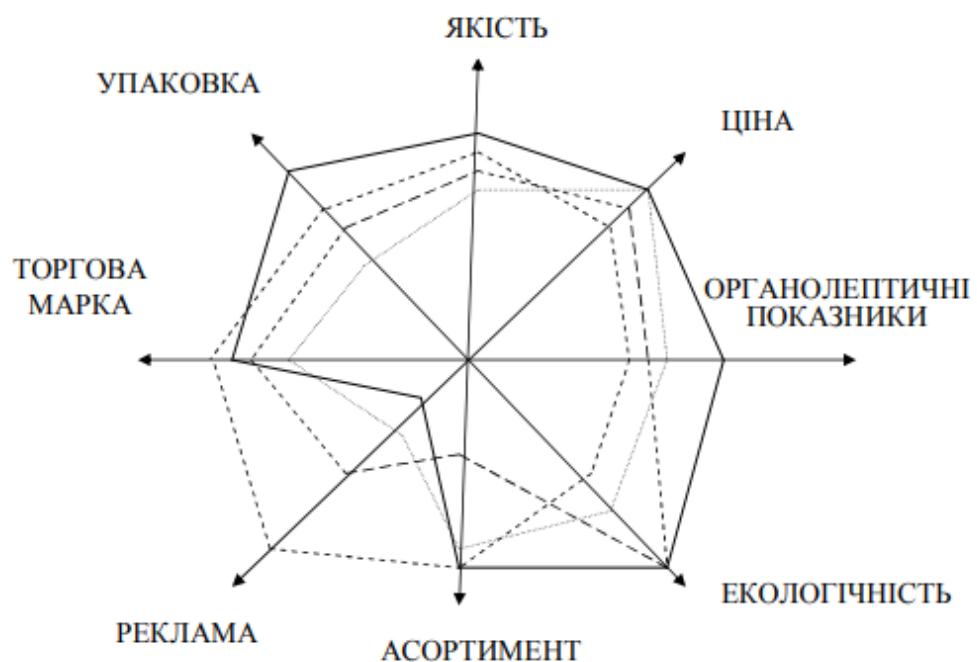 ЯКІСТЬ
УПАКОВКА
ЦІНА
ТОРГОВА
МАРКА
ОРГАНОЛЕПТИЧНІ
ПОКАЗНИКИ
ЕКОЛОГІЧНІСТЬ
РЕКЛАМА
АСОРТИМЕНТ